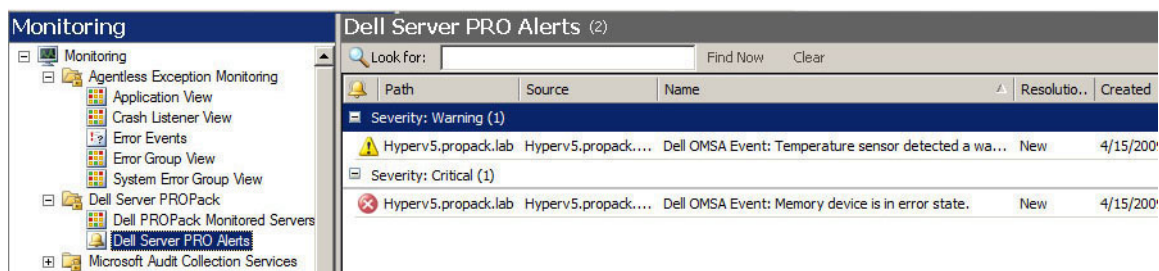 Monitoring
Monitoring
Agentless Exception Monitoring
Application View
Crash Listener View
Error Events
Error Group View
System Error Group View
Dell Server PROPack
Dell PROPack Monitored Servers
Dell Server PRO Alerts
Microsoft Audit Collection Services
Dell Server PRO Alerts (2)
Look for: Find Now Clear
Path Source Name Resolutio.. Created
Severity: Warning (1)
Hyperv5.propack.lab Hyperv5.propack.... Dell OMSA Event: Temperature sensor detected a wa... New 4/15/2009
Severity: Critical (1)
Hyperv5.propack.lab Hyperv5.propack.... Dell OMSA Event: Memory device is in error state. New 4/15/2009